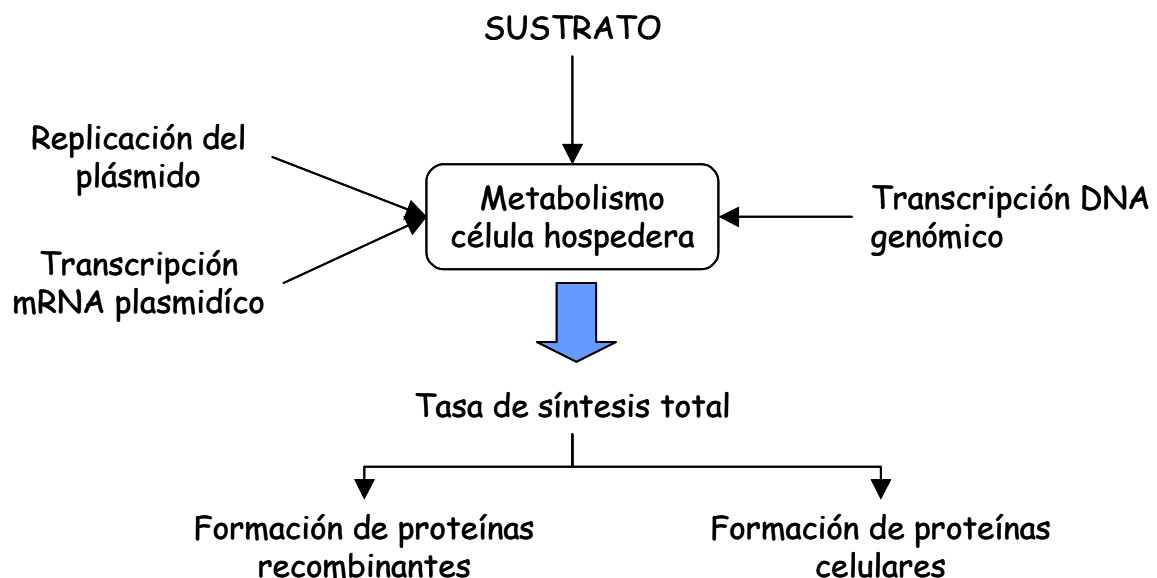 SUSTRATO
Replicación del
plásmido
Metabolismo
célula hospedera
Transcripción DNA
genómico
Transcripción
mRNA plasmidíco
Tasa de síntesis total
Formación de proteínas
recombinantes
Formación de proteínas
celulares